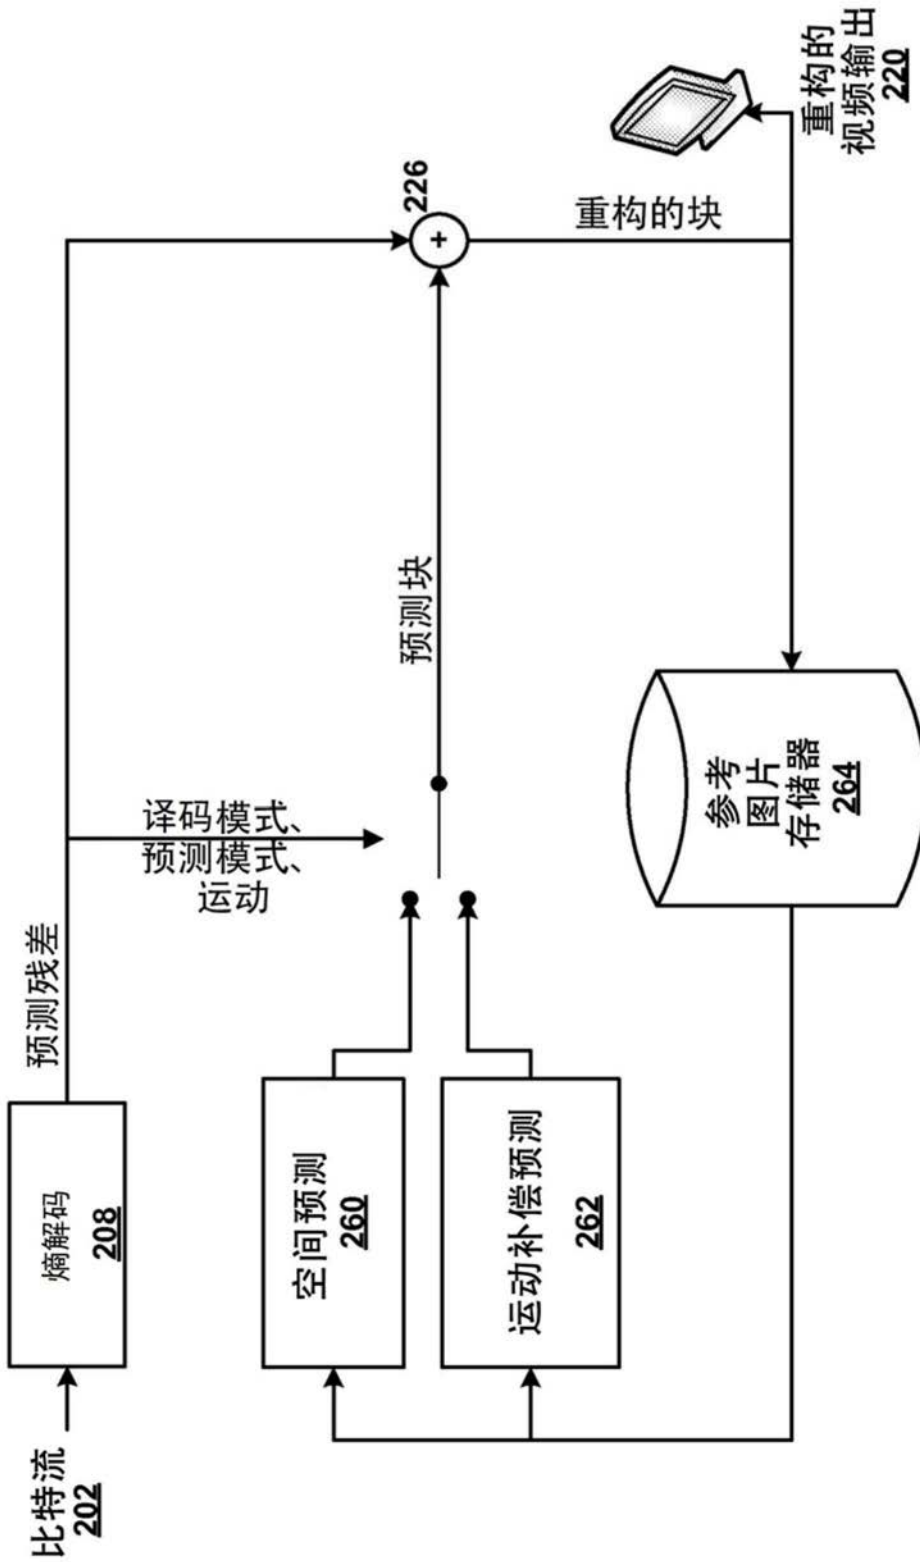 比特流
202
熵解码
208
预测残差
译码模式、
预测模式、
运动
空间预测
260
运动补偿预测
262
预测块
+
226
重构的块
参考
图片
存储器
264
重构的
视频输出
220